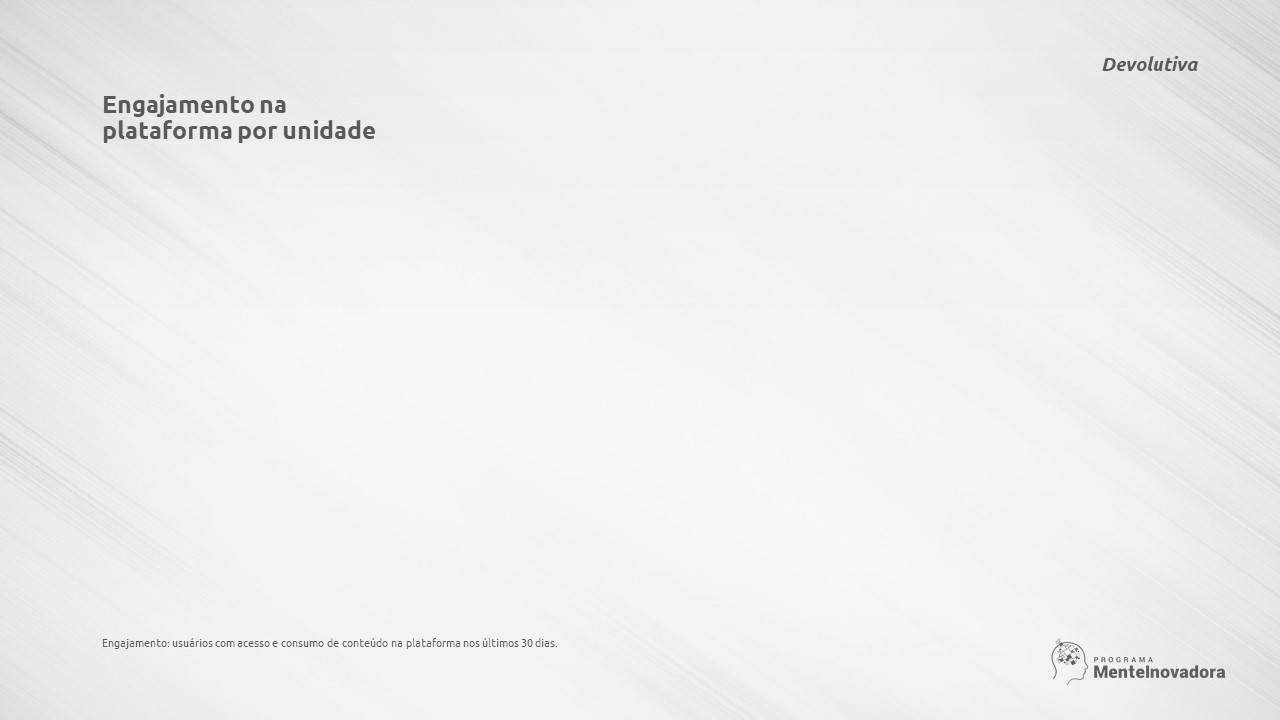 Devolutiva
Engajamento na
plataforma por unidade
Engajamento: usuários com acesso e consumo de conteúdo na plataforma nos últimos 30 dias.
PROGRAMA
MenteInovadora